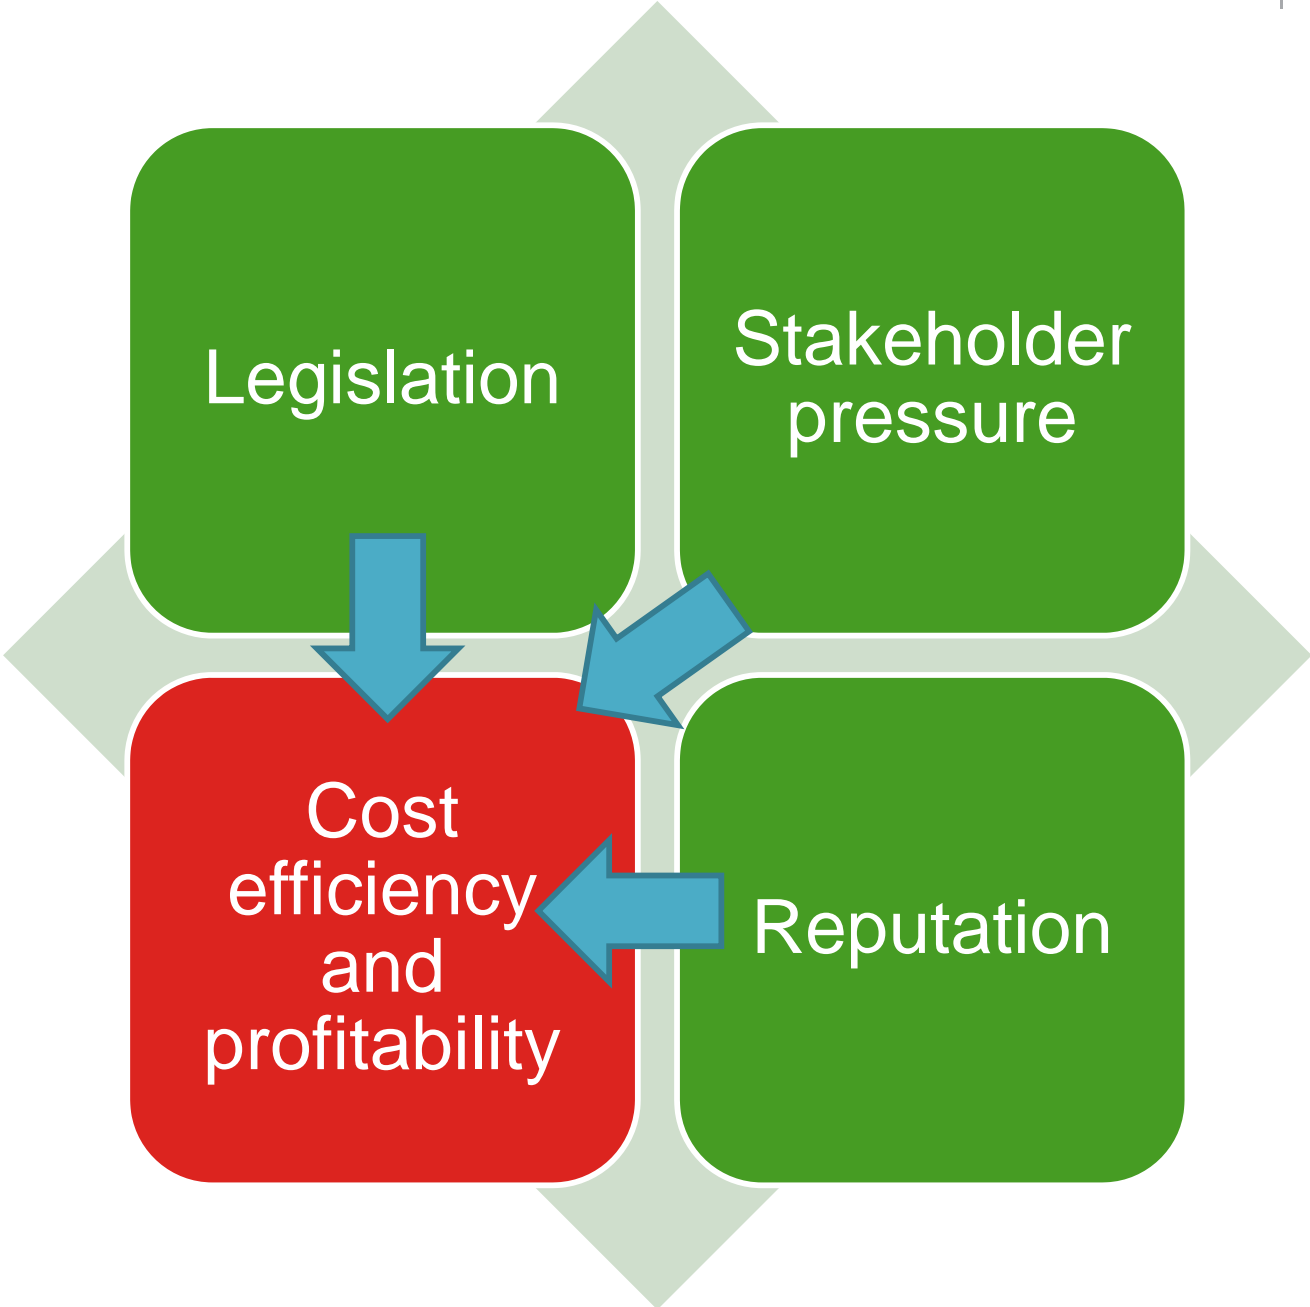 Legislation
Stakeholder
pressure
Cost
efficiency
and
profitability
Reputation